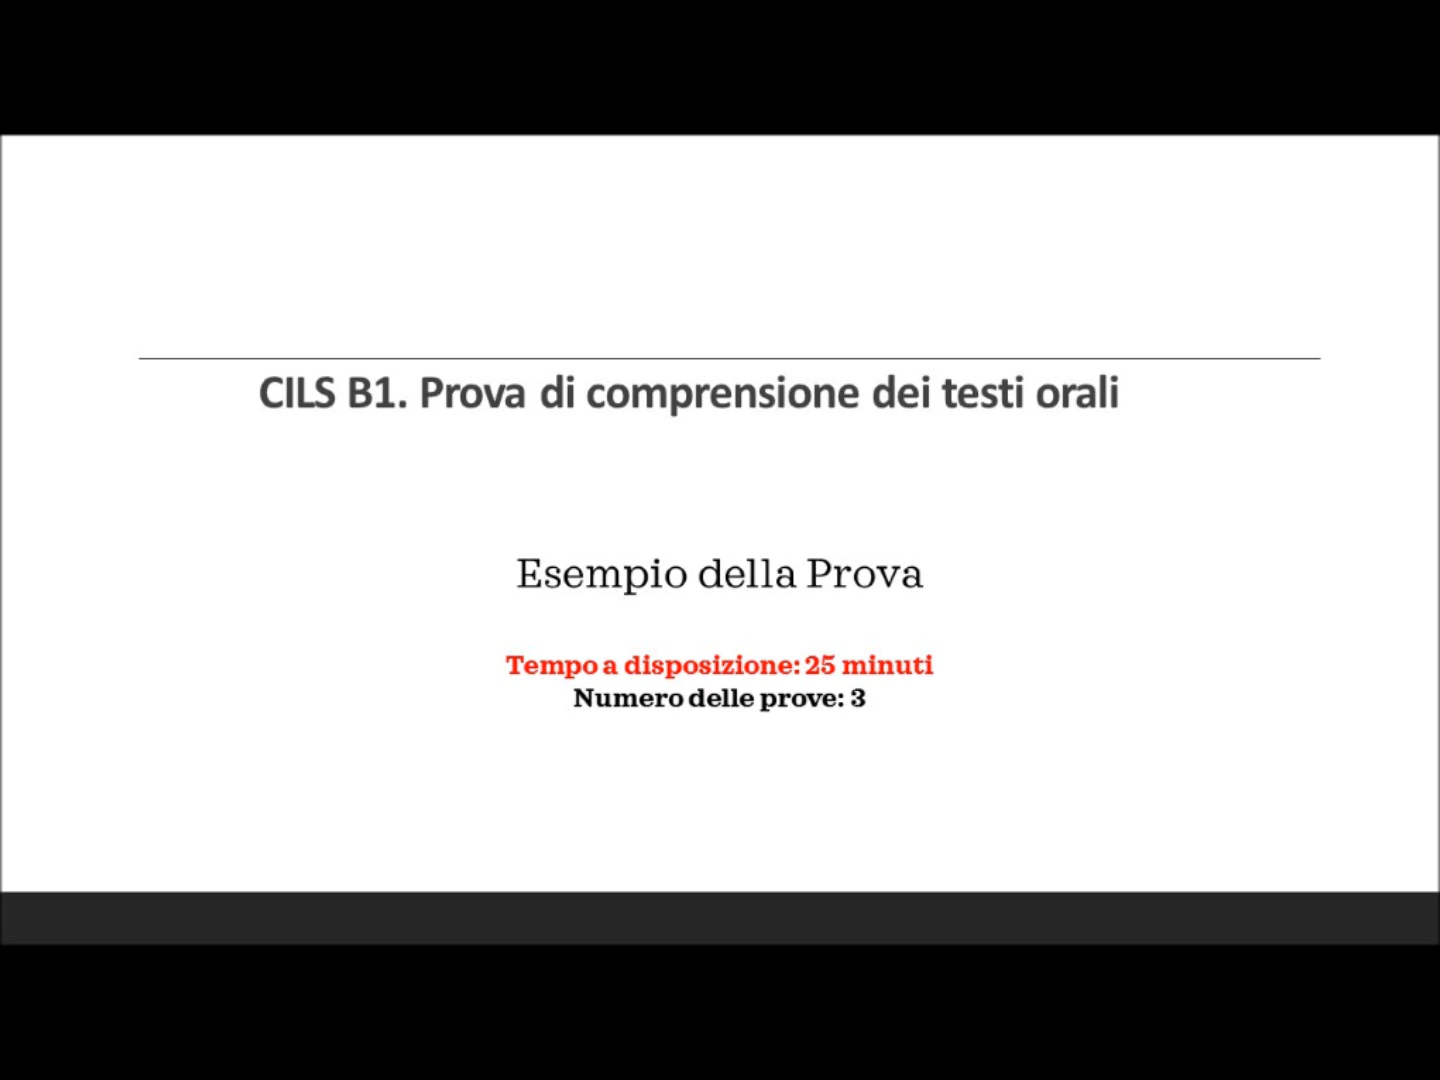 CILS B1. Prova di comprensione dei testi orali
Esempio della Prova
Tempo a disposizione: 25 minuti
Numero delle prove: 3